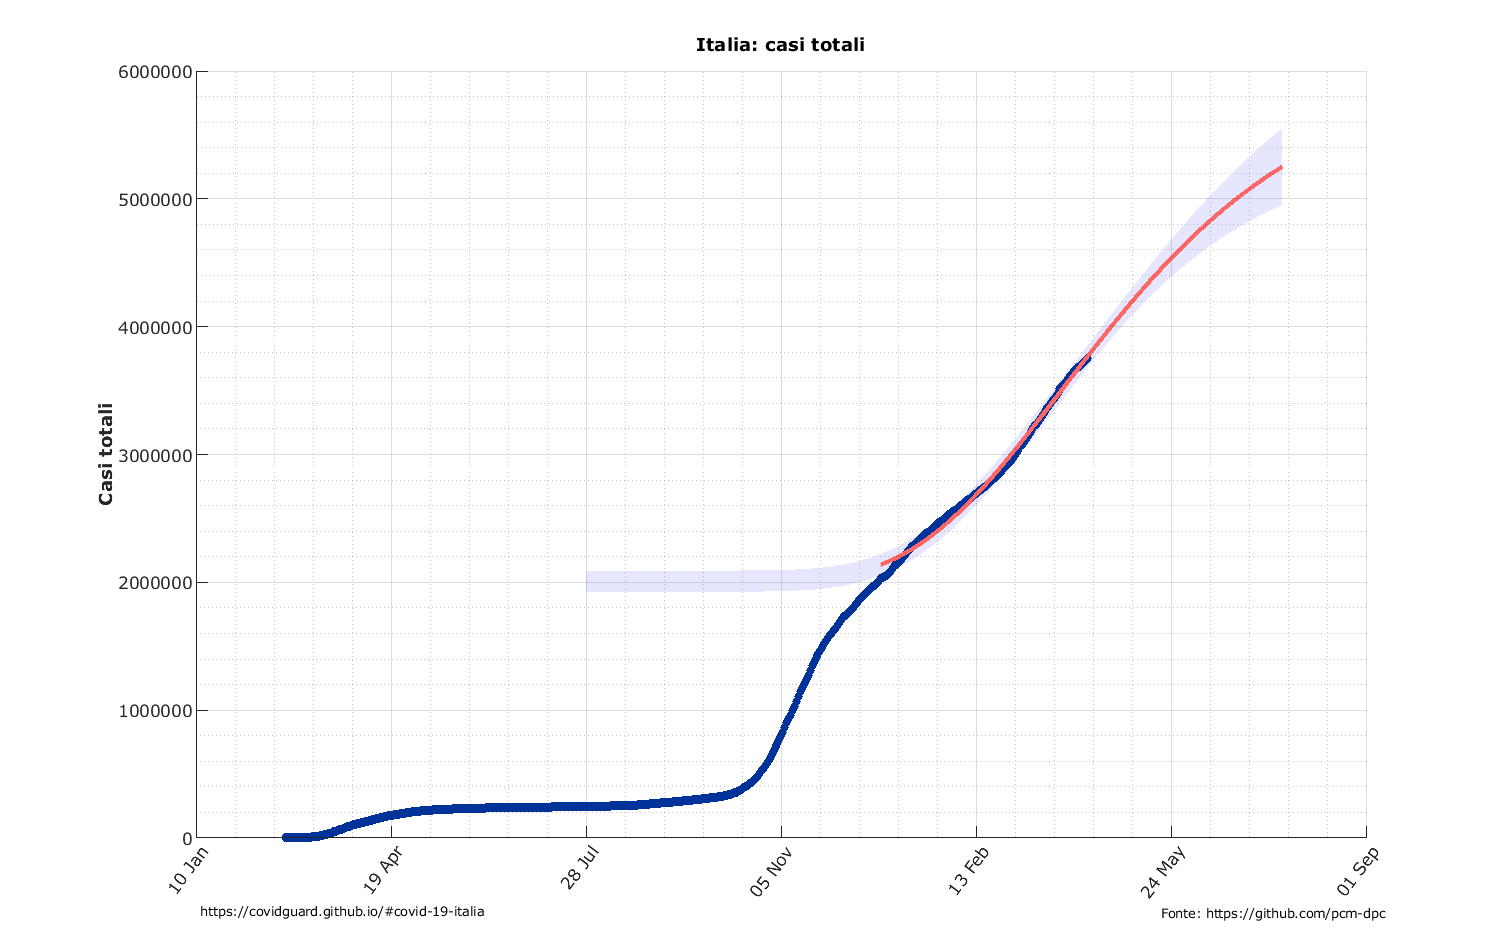 Italia: casi totali
6000000
5000000
4000000
3000000
2000000
1000000
0
Casi totali
10 Jan
19 Apr
28 Jul
05 Nov
13 Feb
24 May
01 Sep
https://covidguard.github.io/#covid-19-italia
Fonte: https://github.com/pcm-dpc